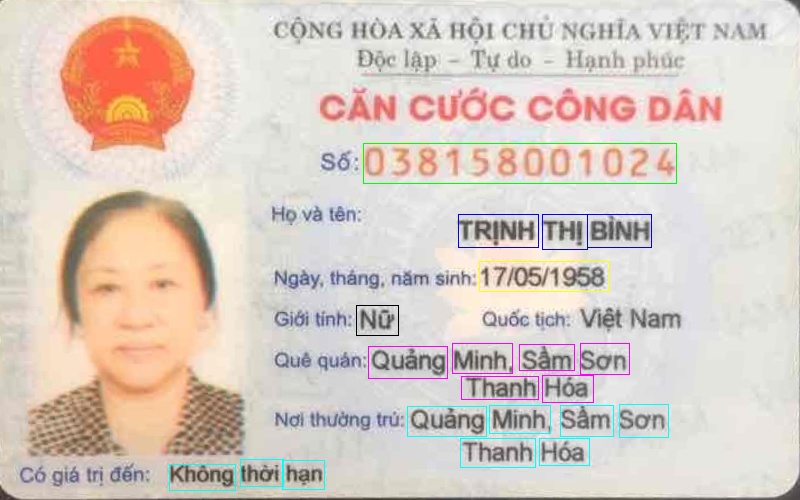 CỘNG HÒA XÃ HỘI CHỦ NGHĨA VIỆT NAM
Độc lập - Tự do - Hạnh phúc
CĂN CƯỚC CÔNG DÂN
Số: 038158001024
Họ và tên:
TRỊNH THỊ BÌNH
Ngày, tháng, năm sinh: 17/05/1958
Giới tính: Nữ Quốc tịch: Việt Nam
Quê quán: Quảng Minh, Sầm Sơn
Thanh Hóa
Nơi thường trú: Quảng Minh, Sầm Sơn
Thanh Hóa
Có giá trị đến: Không thời hạn